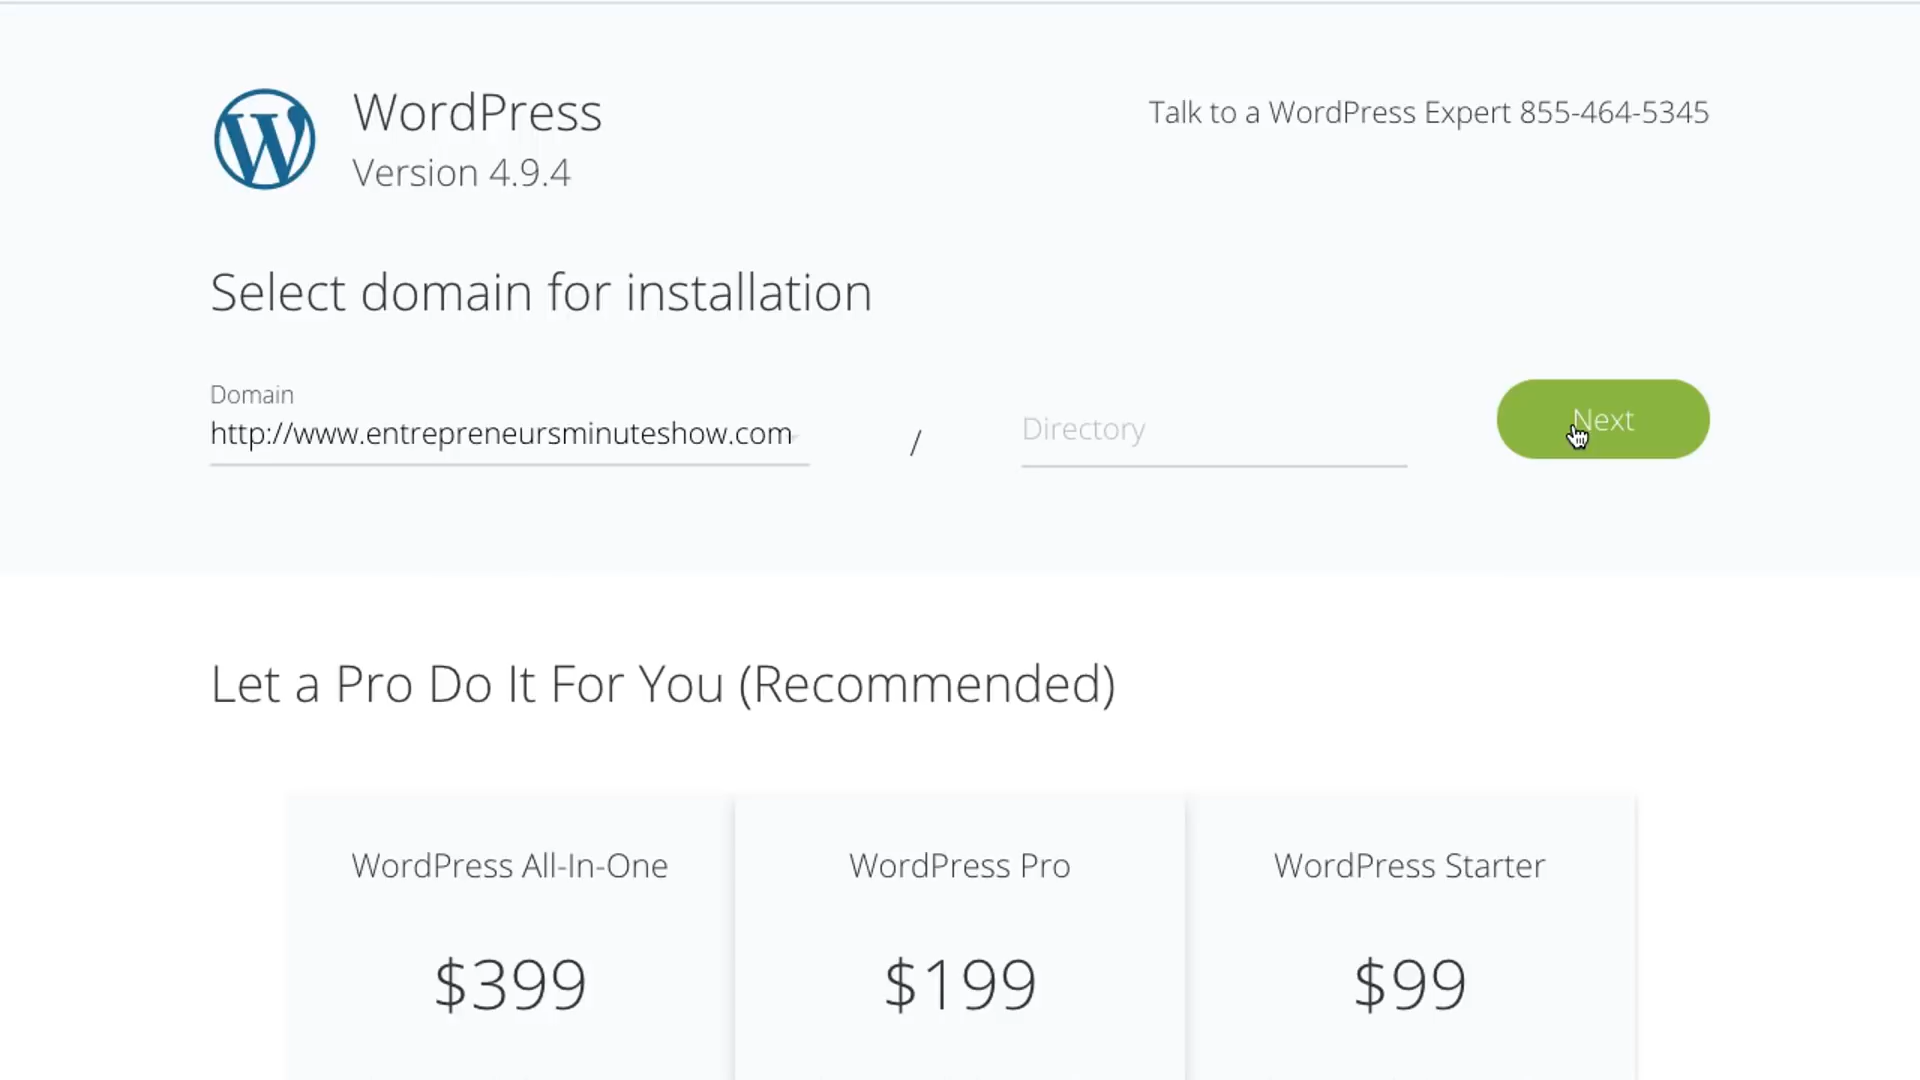 WordPress
Version 4.9.4
Talk to a WordPress Expert 855-464-5345
Select domain for installation
Domain
http://www.entrepreneursminuteshow.com
/
Directory
Next
Let a Pro Do It For You (Recommended)
WordPress All-In-One
WordPress Pro
WordPress Starter
$399
$199
$99